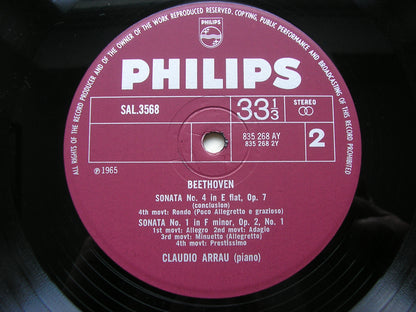 ALL RIGHTS OF THE RECORD PRODUCER AND OF THE OWNER OF THE WORK REPRODUCED RESERVED. COPYING, PUBLIC PERFORMANCE AND BROADCASTING OF THIS RECORD PROHIBITED
PHILIPS
PHILIPS
SAL.3568
33 1/3
STEREO
835 268 AY
835 268 2Y
2
Ⓟ 1965
BEETHOVEN
SONATA No. 4 in E flat, Op. 7
(conclusion)
4th movt: Rondo (Poco Allegretto e grazioso)
SONATA No. 1 in F minor, Op. 2, No. 1
1st movt: Allegro 2nd movt: Adagio
3rd movt: Minuetto (Allegretto)
4th movt: Prestissimo
CLAUDIO ARRAU (piano)